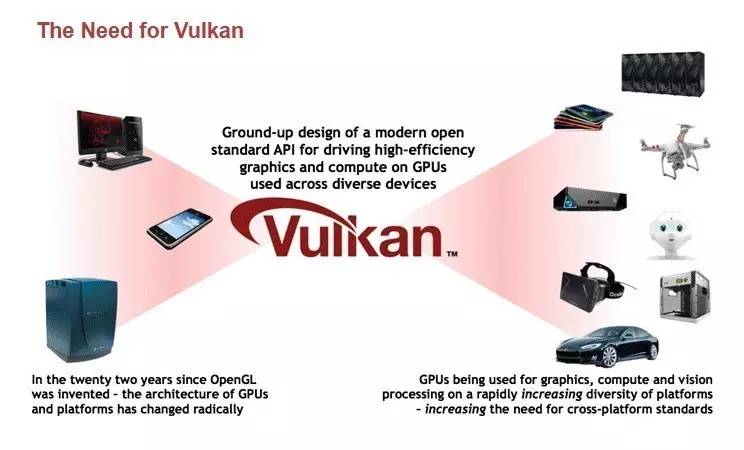 The Need for Vulkan
Ground-up design of a modern open
standard API for driving high-efficiency
graphics and compute on GPUs
used across diverse devices
Vulkan™
In the twenty two years since OpenGL
was invented – the architecture of GPUs
and platforms has changed radically
GPUs being used for graphics, compute and vision
processing on a rapidly increasing diversity of platforms
– increasing the need for cross-platform standards